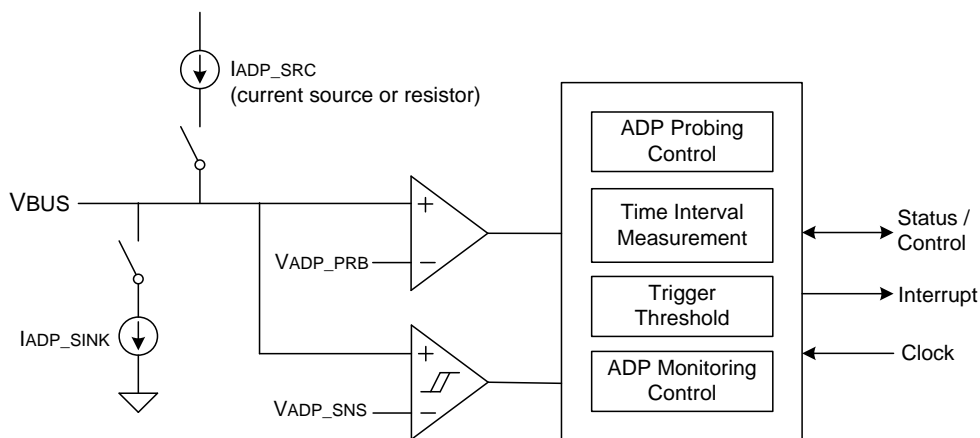 IADP_SRC
(current source or resistor)
ADP Probing
Control
VBUS
+
Time Interval
Measurement
Status /
Control
VADP_PRB
−
Trigger
Threshold
Interrupt
IADP_SINK
+
ADP Monitoring
Control
Clock
VADP_SNS
−